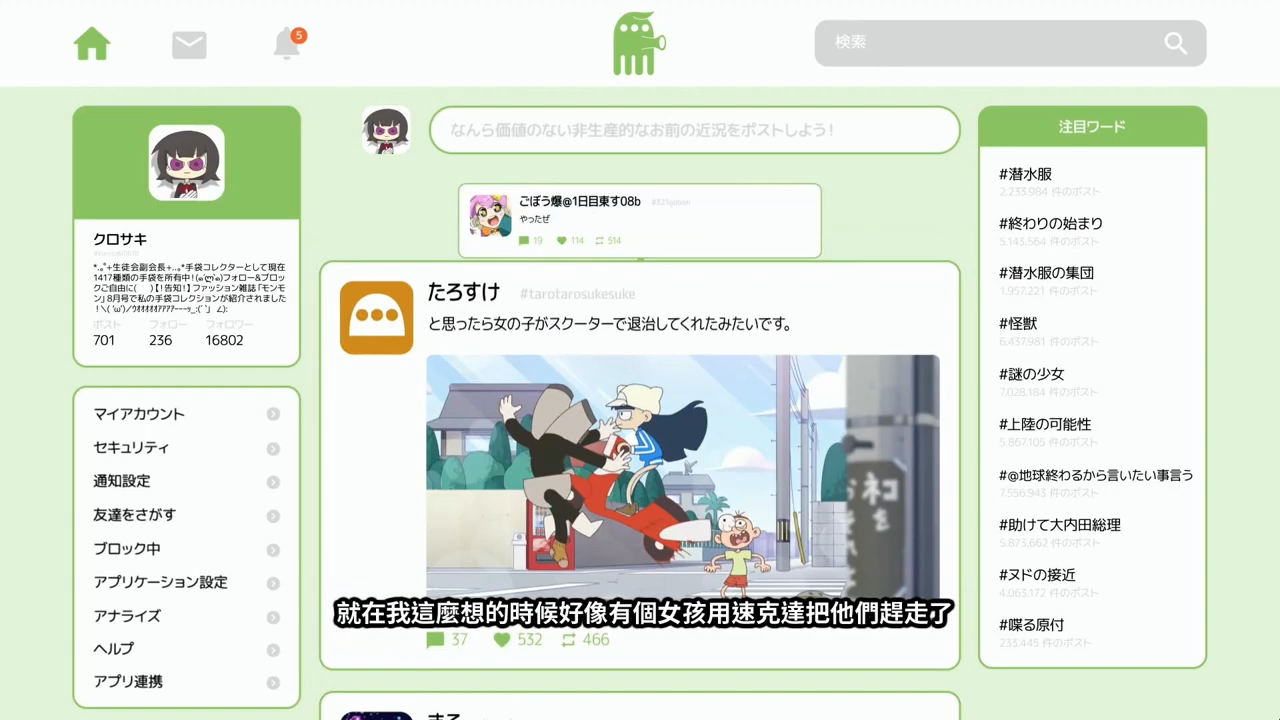 5
検索
クロサキ
*.｡ﾟ+生徒会副会長+..｡*手袋コレクターとして現在
1417種類の手袋を所有中!(๑´ლ`๑)フォロー&ブロッ
クご自由に( )【!告知!】ファッション雑誌「モンモ
ン」8月号で私の手袋コレクションが紹介されました
ポスト フォロー フォロワー
701 236 16802
マイアカウント
セキュリティ
通知設定
友達をさがす
ブロック中
アプリケーション設定
アナライズ
ヘルプ
アプリ連携
なんら価値のない非生産的なお前の近況をポストしよう!
ごぼう爆@1日目東す08b
やったぜ
19 114 514
たろすけ #tarotarosukesuke
と思ったら女の子がスクーターで退治してくれたみたいです。
ネコ
を
就在我這麼想的時候好像有個女孩用速克達把他們趕走了
37 532 466
注目ワード
#潜水服
2,233,984 件のポスト
#終わりの始まり
5,143,564 件のポスト
#潜水服の集団
1,957,221 件のポスト
#怪獣
6,437,981 件のポスト
#謎の少女
7,028,184 件のポスト
#上陸の可能性
5,867,105 件のポスト
#@地球終わるから言いたい事言う
7,556,943 件のポスト
#助けて大内田総理
5,873,662 件のポスト
#ヌドの接近
4,063,172 件のポスト
#喋る原付
233,445 件のポスト